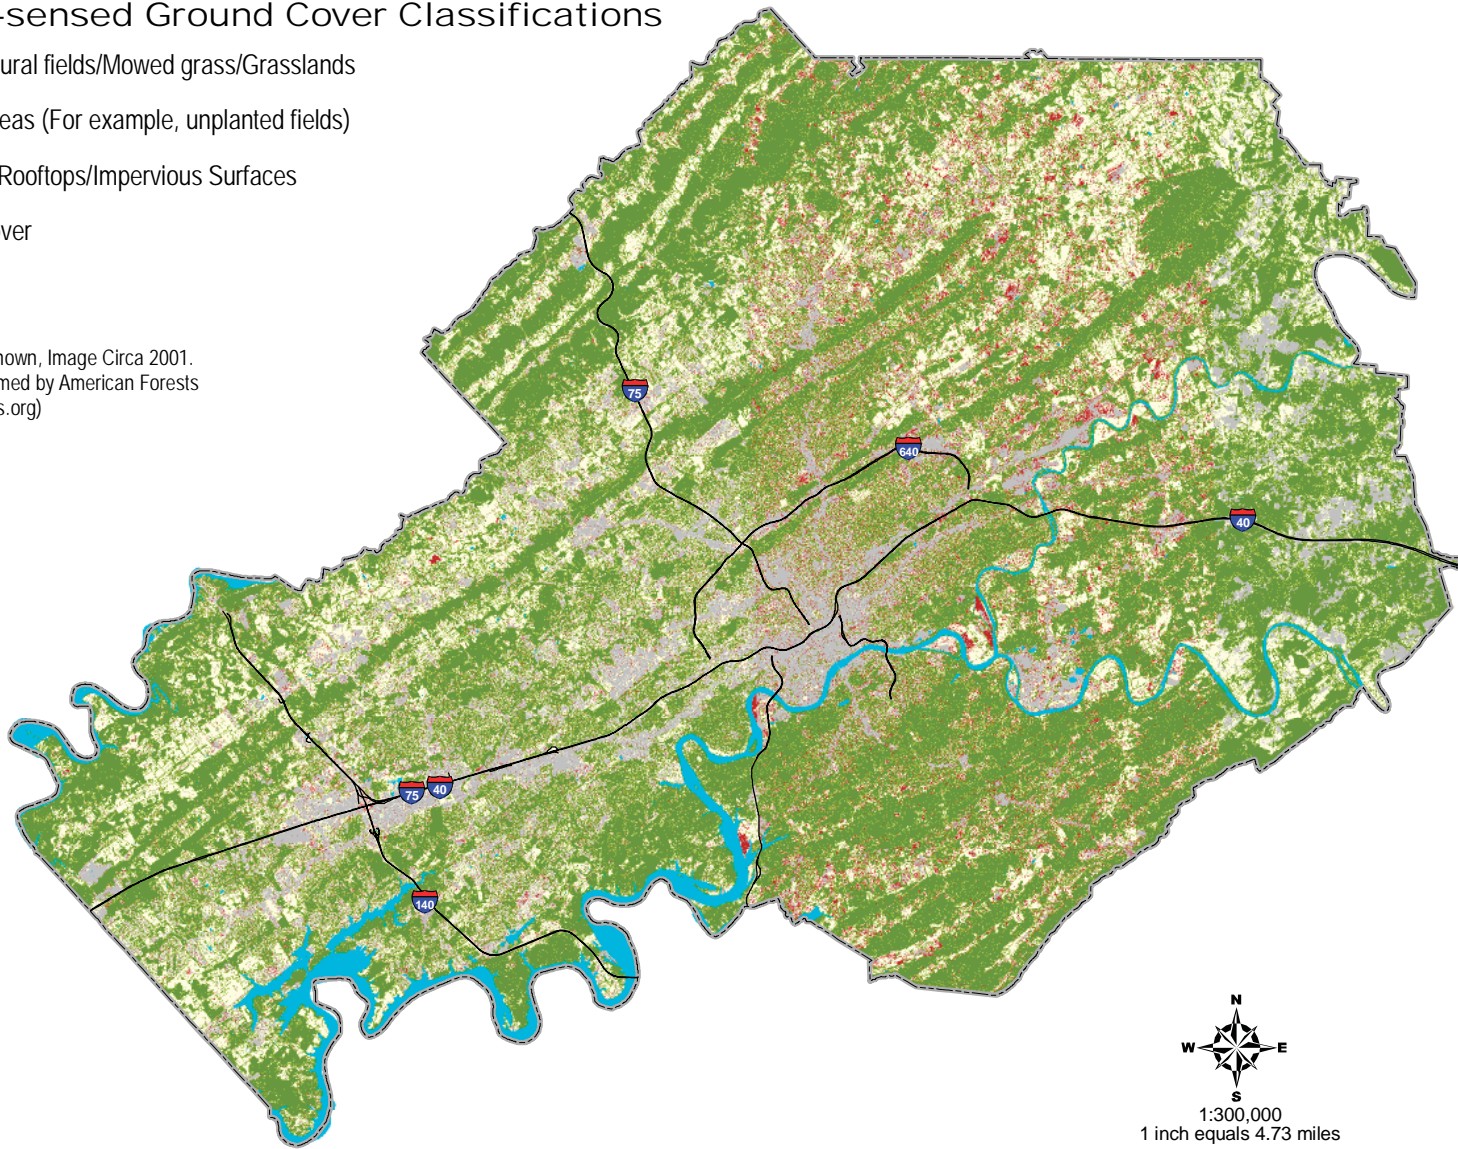 -sensed Ground Cover Classifications
ural fields/Mowed grass/Grasslands
eas (For example, unplanted fields)
Rooftops/Impervious Surfaces
ver
nown, Image Circa 2001.
med by American Forests
s.org)
75
640
40
75
40
140
N
W E
S
1:300,000
1 inch equals 4.73 miles